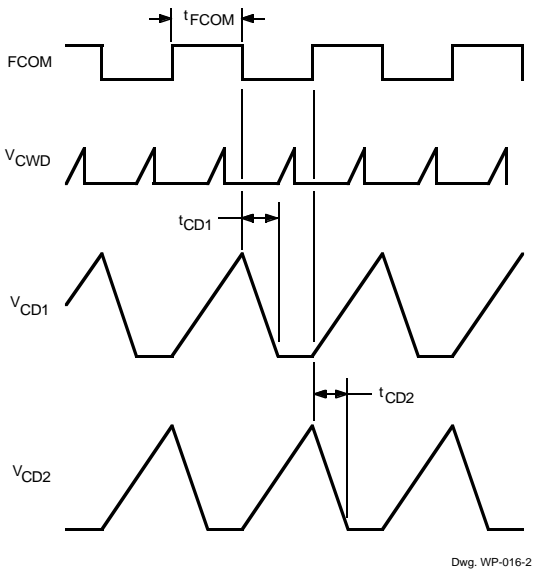 tFCOM
FCOM
VCWD
tCD1
VCD1
tCD2
VCD2
Dwg. WP-016-2